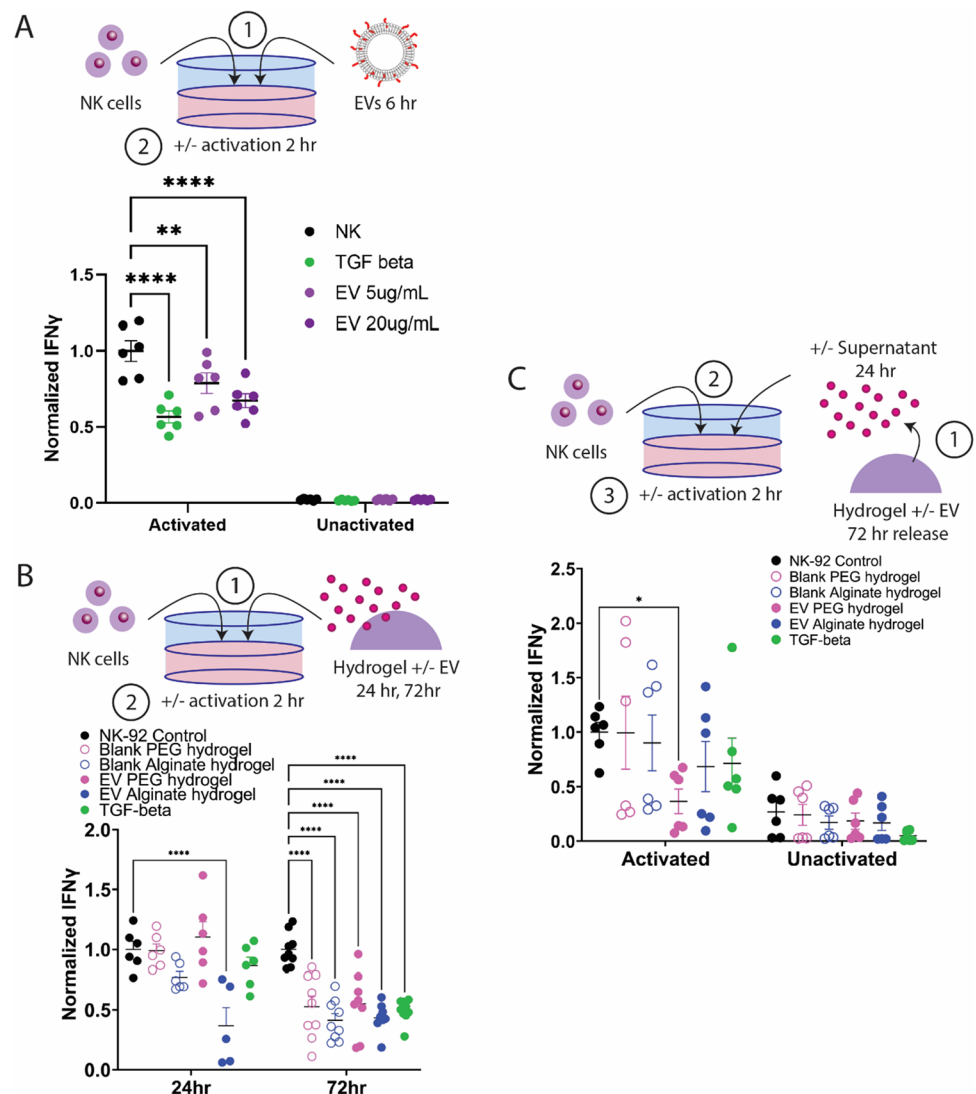 A
1
NK cells
EVs 6 hr
2
+/- activation 2 hr
****
**
****
NK
TGF beta
EV 5ug/mL
EV 20ug/mL
Normalized IFNγ
1.5
1.0
0.5
0.0
Activated
Unactivated
B
1
NK cells
Hydrogel +/- EV
24 hr, 72hr
2
+/- activation 2 hr
NK-92 Control
Blank PEG hydrogel
Blank Alginate hydrogel
EV PEG hydrogel
EV Alginate hydrogel
TGF-beta
Normalized IFNγ
2.0
1.5
1.0
0.5
0.0
****
****
****
****
****
****
24hr
72hr
C
+/- Supernatant
24 hr
2
NK cells
1
3
+/- activation 2 hr
Hydrogel +/- EV
72 hr release
NK-92 Control
Blank PEG hydrogel
Blank Alginate hydrogel
EV PEG hydrogel
EV Alginate hydrogel
TGF-beta
Normalized IFNγ
2.5
2.0
1.5
1.0
0.5
0.0
*
Activated
Unactivated